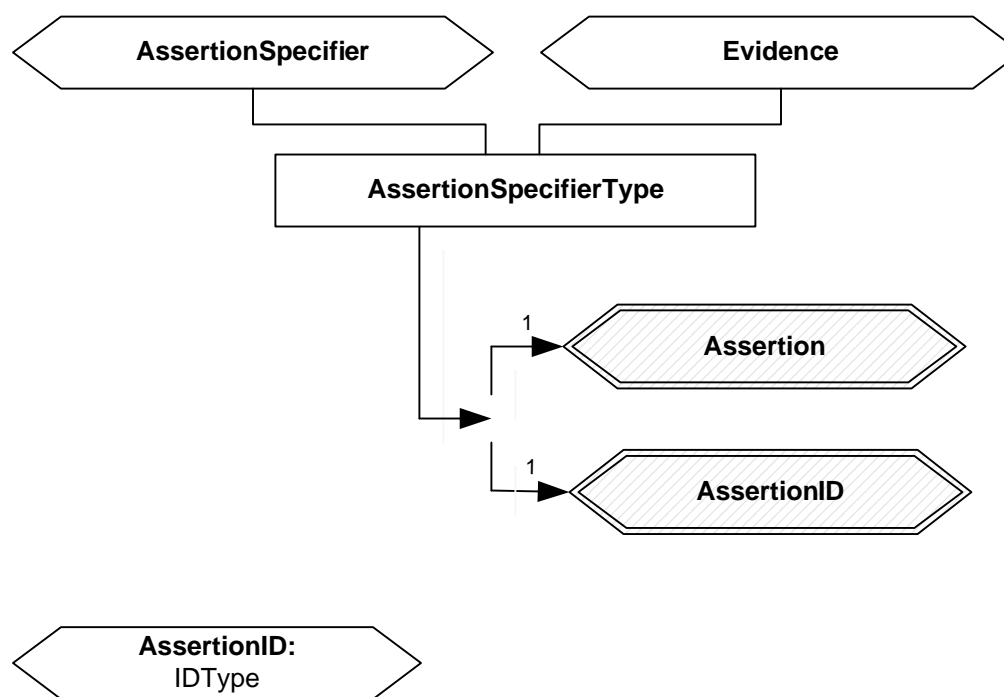 AssertionSpecifier
Evidence
AssertionSpecifierType
1
Assertion
1
AssertionID
AssertionID:
IDType